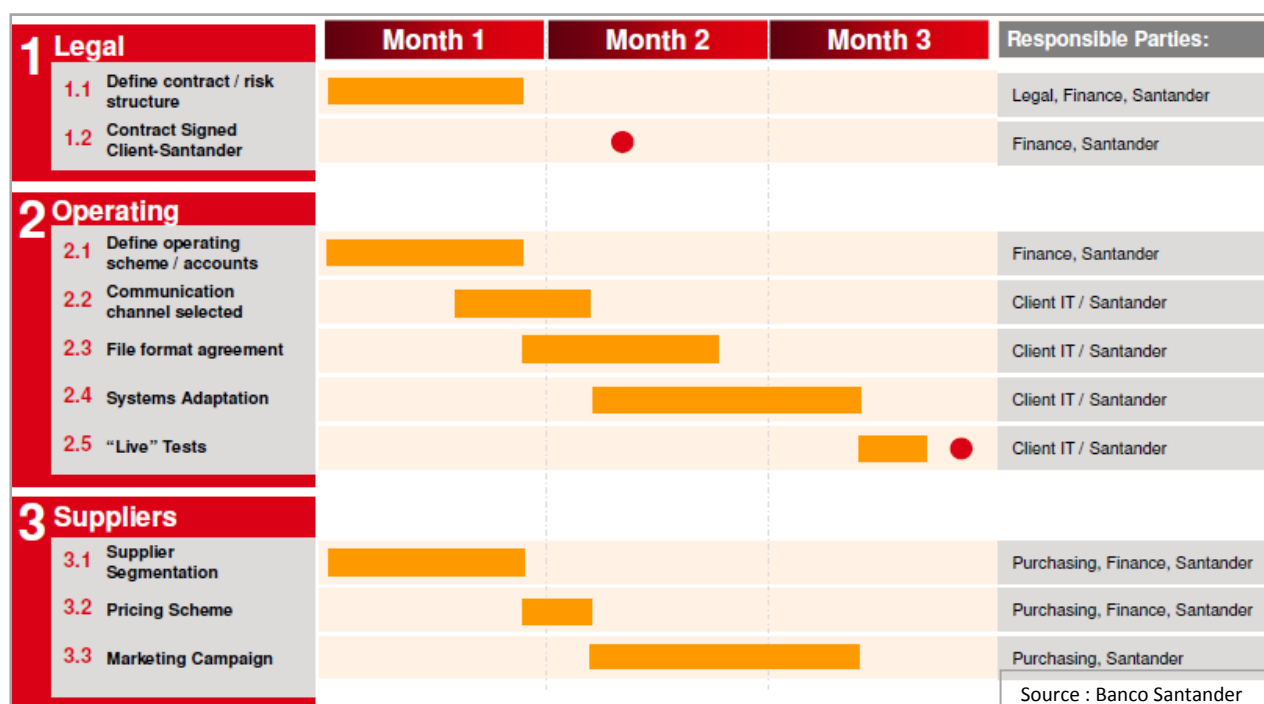 Month 1 Month 2 Month 3 Responsible Parties:
1 Legal
1.1 Define contract / risk
structure
Legal, Finance, Santander
1.2 Contract Signed
Client-Santander
Finance, Santander
2 Operating
2.1 Define operating
scheme / accounts
Finance, Santander
2.2 Communication
channel selected
Client IT / Santander
2.3 File format agreement
Client IT / Santander
2.4 Systems Adaptation
Client IT / Santander
2.5 “Live” Tests
Client IT / Santander
3 Suppliers
3.1 Supplier
Segmentation
Purchasing, Finance, Santander
3.2 Pricing Scheme
Purchasing, Finance, Santander
3.3 Marketing Campaign
Purchasing, Santander
Source : Banco Santander